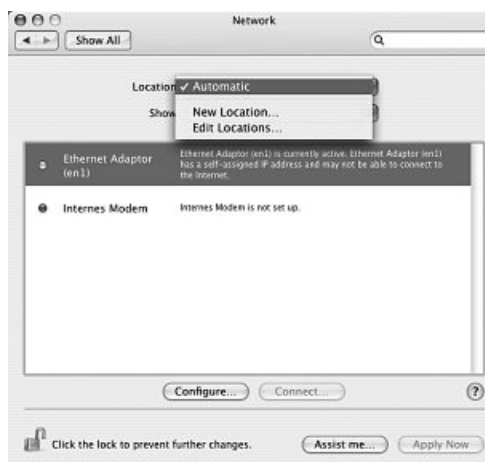 Network
Show All
Location
✓ Automatic
New Location...
Edit Locations...
Show
Ethernet Adaptor
(en1)
Ethernet Adaptor (en1) is currently active. Ethernet Adaptor (en1)
has a self-assigned IP address and may not be able to connect to
the Internet.
Internes Modem
Internes Modem is not set up.
Configure...
Connect...
?
Click the lock to prevent further changes.
Assist me...
Apply Now